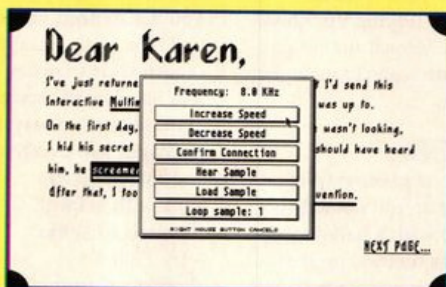 Dear Karen,
I've just returne t I'd send this
Interactive Multim was up to.
On the first day, wasn't looking,
I hid his secret should have heard
him, he screamed
After that, I too vention.
Frequency: 8.0 KHz
Increase Speed
Decrease Speed
Confirm Connection
Hear Sample
Load Sample
Loop sample: 1
RIGHT MOUSE BUTTON CANCELS
NEXT PAGE...